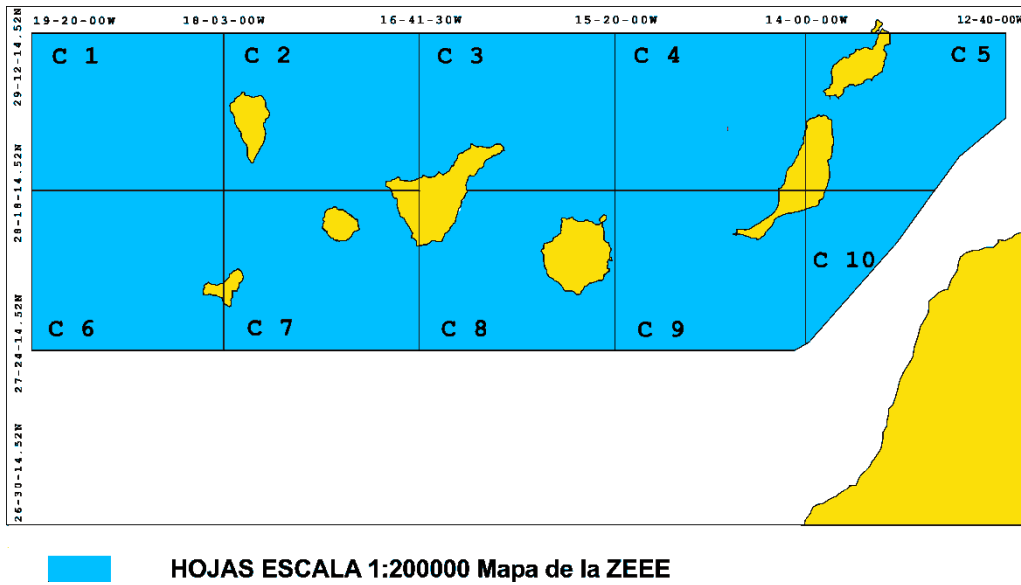 19-20-00W 18-03-00W 16-41-30W 15-20-00W 14-00-00W 12-40-00W
29-12-14.52N
28-18-14.52N
27-24-14.52N
26-30-14.52N
C 1 C 2 C 3 C 4 C 5
C 10
C 6 C 7 C 8 C 9
HOJAS ESCALA 1:200000 Mapa de la ZEEE